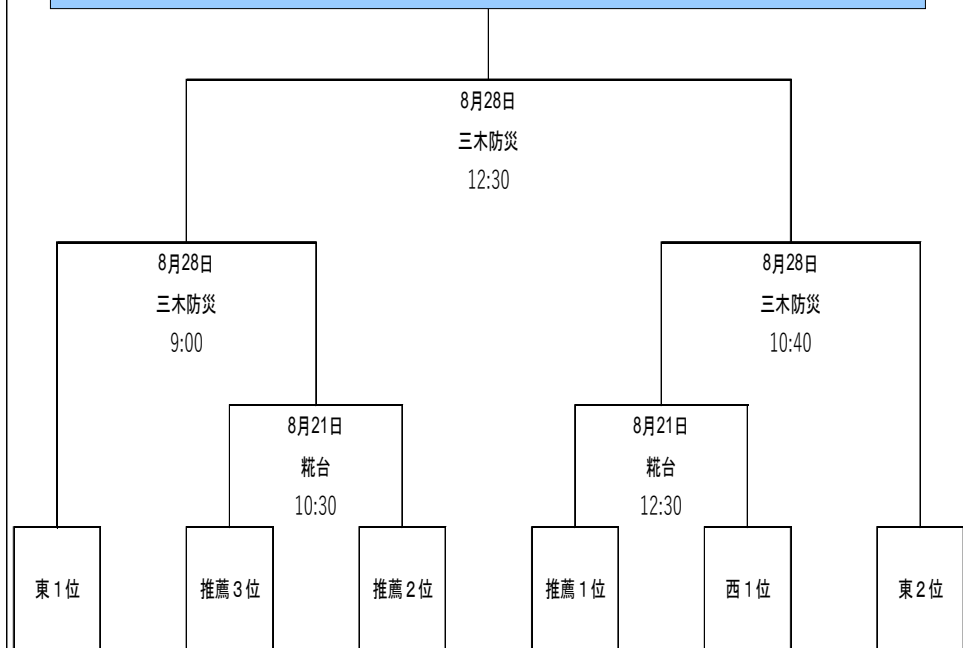 8月28日
三木防災
12:30
8月28日
三木防災
9:00
8月28日
三木防災
10:40
8月21日
糀台
10:30
8月21日
糀台
12:30
東１位
推薦３位
推薦２位
推薦１位
西１位
東２位